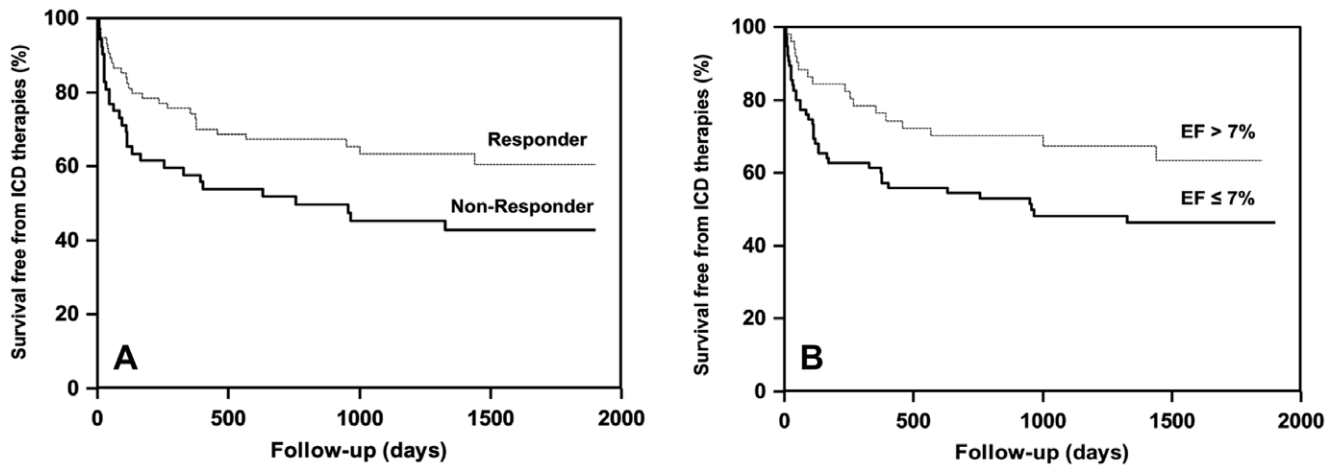 Survival free from ICD therapies (%)
100
80
60
40
20
0
Responder
Non-Responder
A
0 500 1000 1500 2000
Follow-up (days)
Survival free from ICD therapies (%)
100
80
60
40
20
0
EF > 7%
EF ≤ 7%
B
0 500 1000 1500 2000
Follow-up (days)